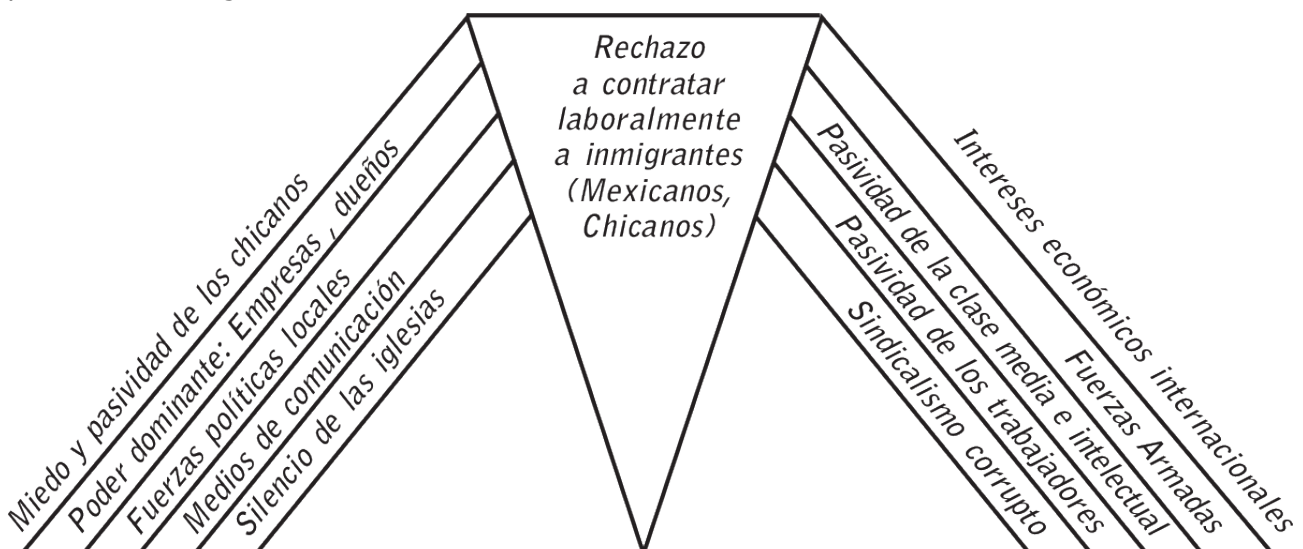 Rechazo
a contratar
laboralmente
a inmigrantes
(Mexicanos,
Chicanos)
Miedo y pasividad de los chicanos
Poder dominante: Empresas, dueños
Fuerzas políticas locales
Medios de comunicación
Silencio de las iglesias
Intereses económicos internacionales
Fuerzas Armadas
Pasividad de la clase media e intelectual
Pasividad de los trabajadores
Sindicalismo corrupto